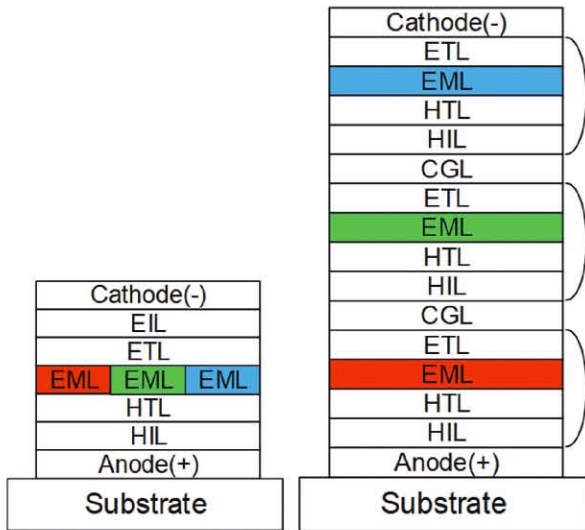 Cathode(-)
EIL
ETL
EML EML EML
HTL
HIL
Anode(+)
Substrate
Cathode(-)
ETL
EML
HTL
HIL
CGL
ETL
EML
HTL
HIL
CGL
ETL
EML
HTL
HIL
Anode(+)
Substrate